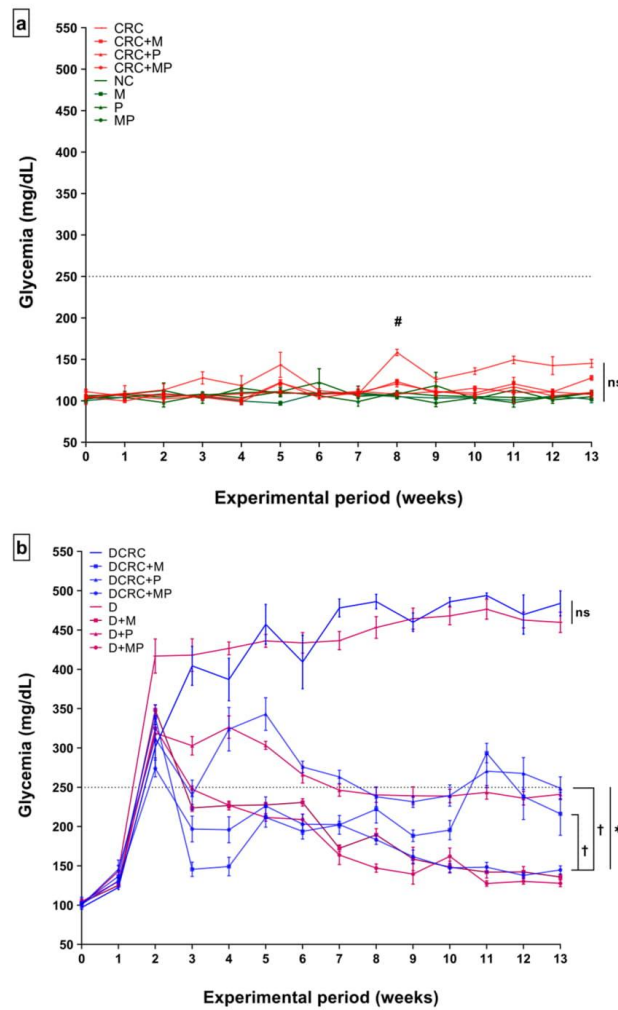 a
CRC
CRC+M
CRC+P
CRC+MP
NC
M
P
MP
550
500
450
400
350
300
250
200
150
100
50
Glycemia (mg/dL)
#
ns
0 1 2 3 4 5 6 7 8 9 10 11 12 13
Experimental period (weeks)
b
DCRC
DCRC+M
DCRC+P
DCRC+MP
D
D+M
D+P
D+MP
550
500
450
400
350
300
250
200
150
100
50
Glycemia (mg/dL)
ns
† † *
0 1 2 3 4 5 6 7 8 9 10 11 12 13
Experimental period (weeks)